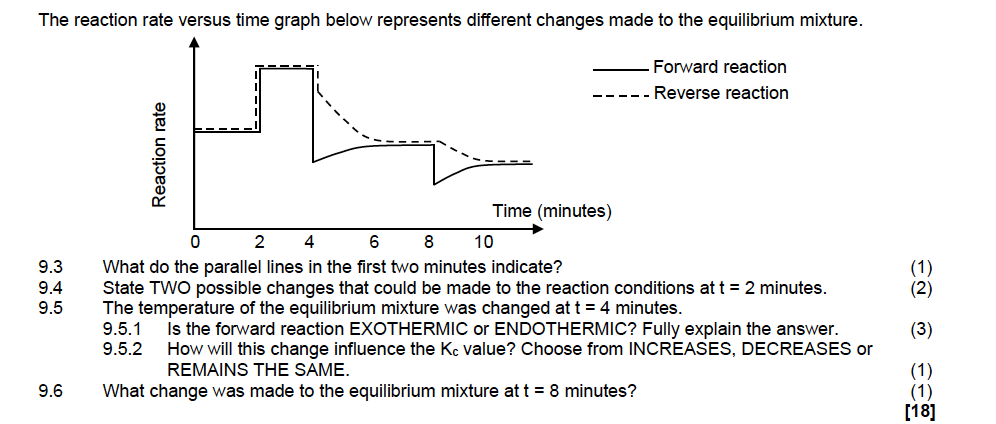 The reaction rate versus time graph below represents different changes made to the equilibrium mixture.
Forward reaction
Reverse reaction
Reaction rate
Time (minutes)
0 2 4 6 8 10
9.3 What do the parallel lines in the first two minutes indicate? (1)
9.4 State TWO possible changes that could be made to the reaction conditions at t = 2 minutes. (2)
9.5 The temperature of the equilibrium mixture was changed at t = 4 minutes.
9.5.1 Is the forward reaction EXOTHERMIC or ENDOTHERMIC? Fully explain the answer. (3)
9.5.2 How will this change influence the Kc value? Choose from INCREASES, DECREASES or
REMAINS THE SAME. (1)
9.6 What change was made to the equilibrium mixture at t = 8 minutes? (1)
[18]